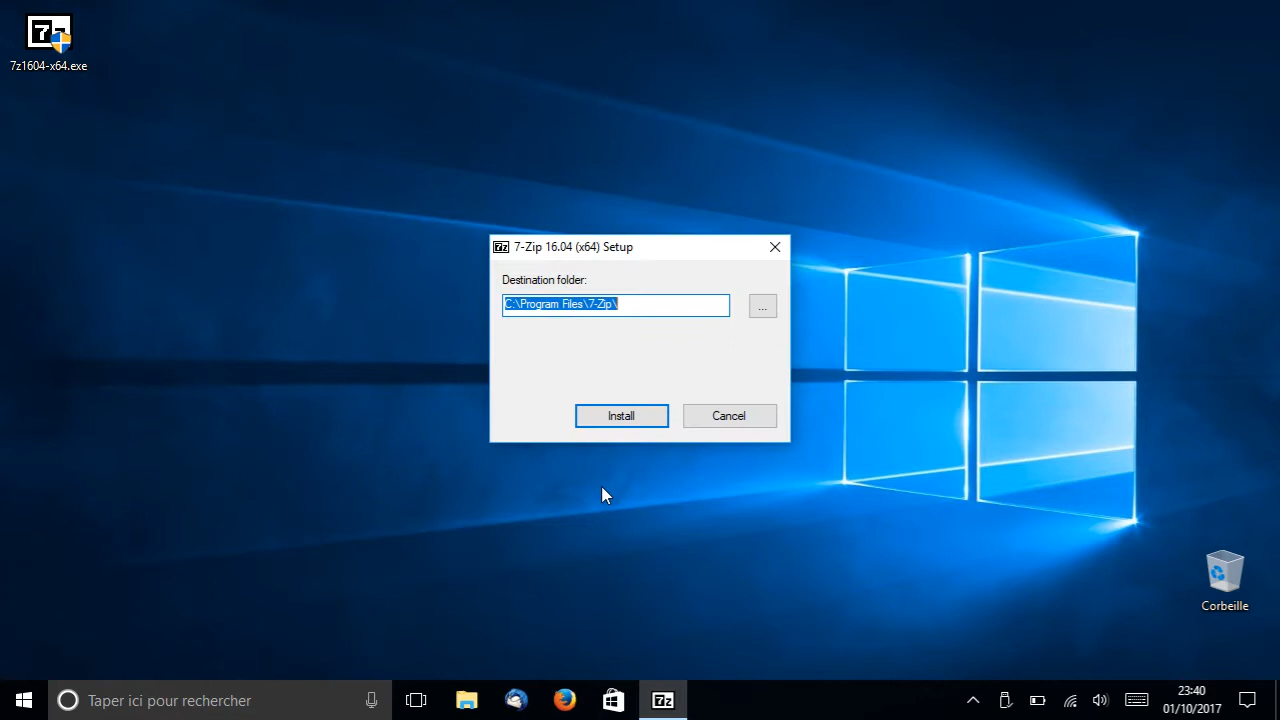 7z1604-x64.exe
7-Zip 16.04 (x64) Setup
Destination folder:
C:\Program Files\7-Zip\
...
Install
Cancel
Corbeille
Taper ici pour rechercher
23:40
01/10/2017